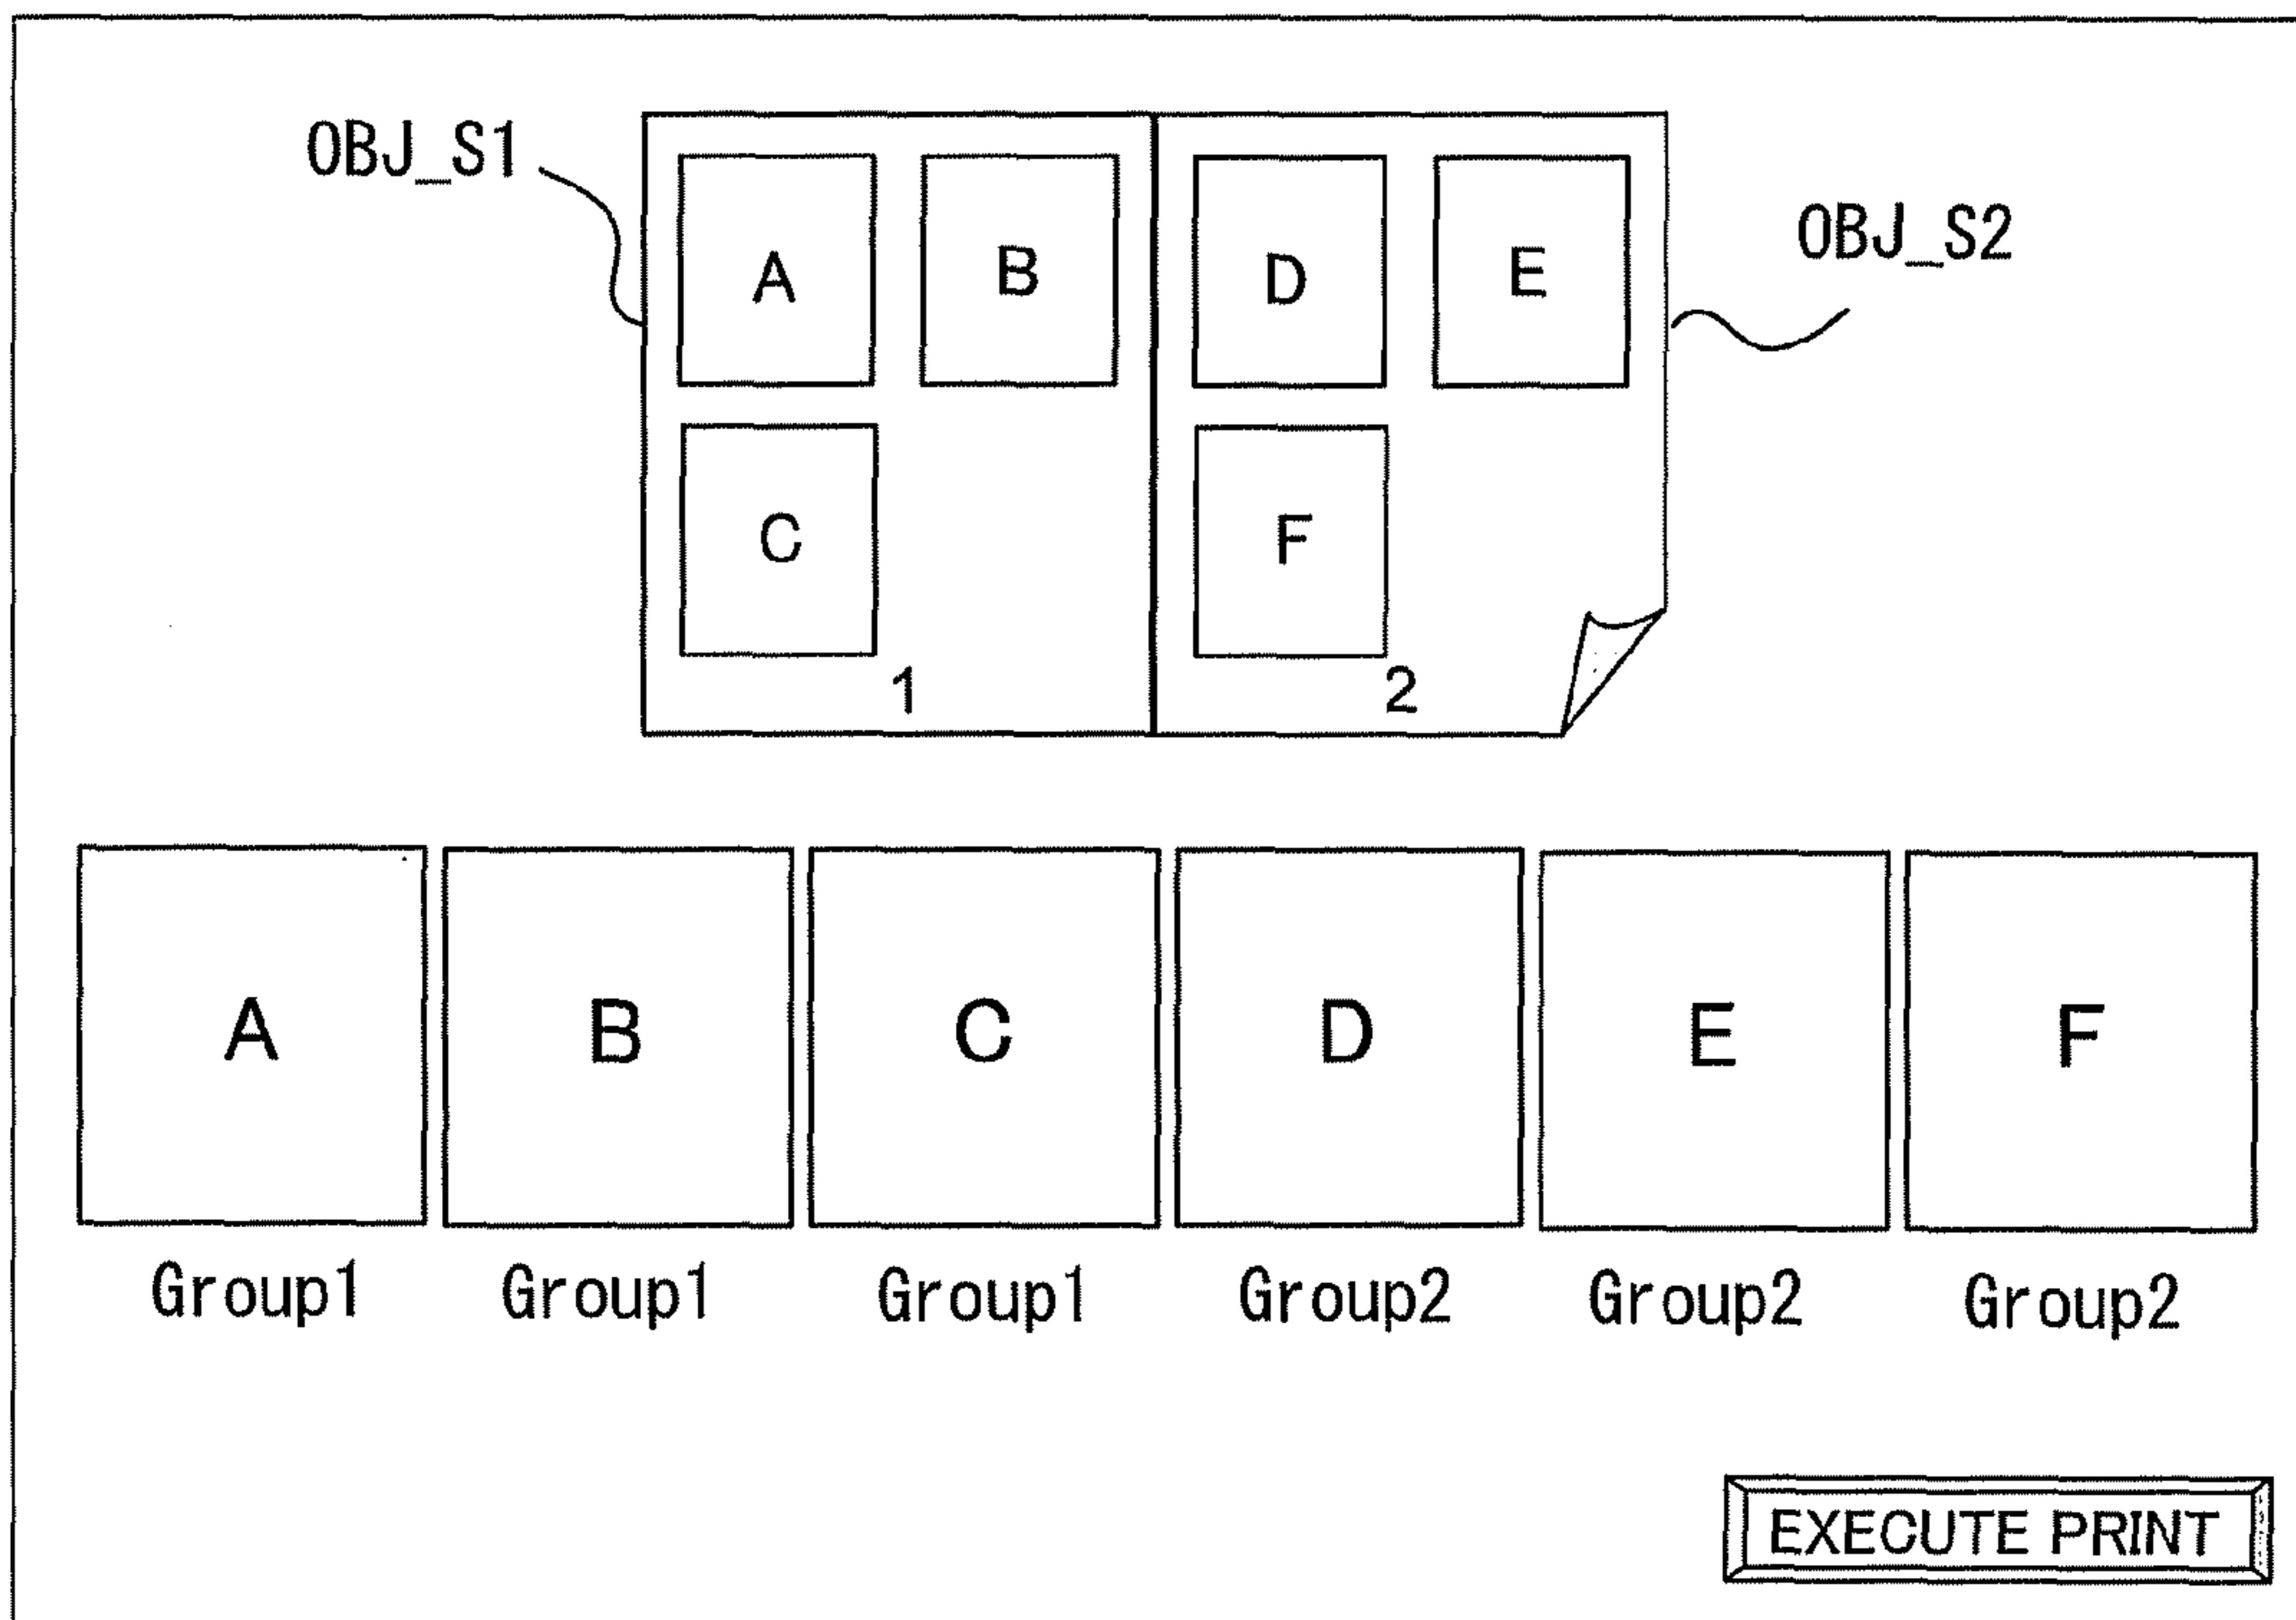 OBJ_S1
A B D E
OBJ_S2
C F
1 2
A B C D E F
Group1 Group1 Group1 Group2 Group2 Group2
EXECUTE PRINT